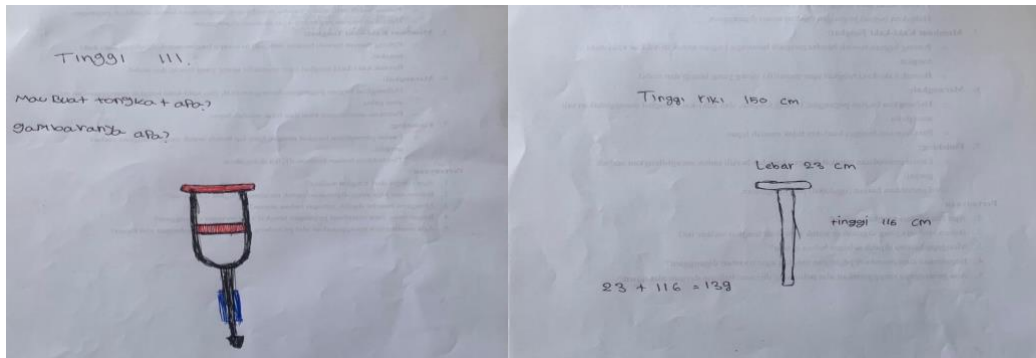 Tinggi 111.
Mau Buat tongkat apa?
gambaranya apa?
Tinggi riki 150 cm
Lebar 23 cm
tinggi 116 cm
23 + 116 = 139